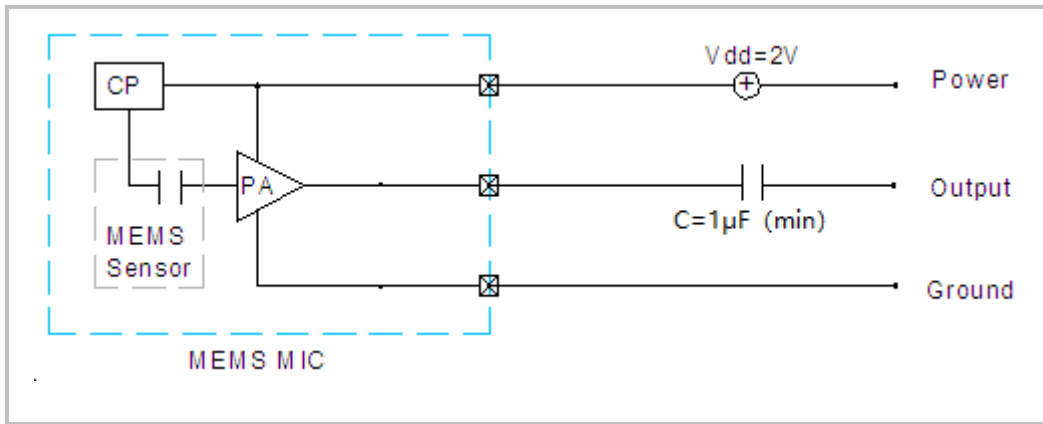 Vdd=2V
CP
Power
PA
Output
C=1μF (min)
MEMS
Sensor
Ground
MEMS MIC